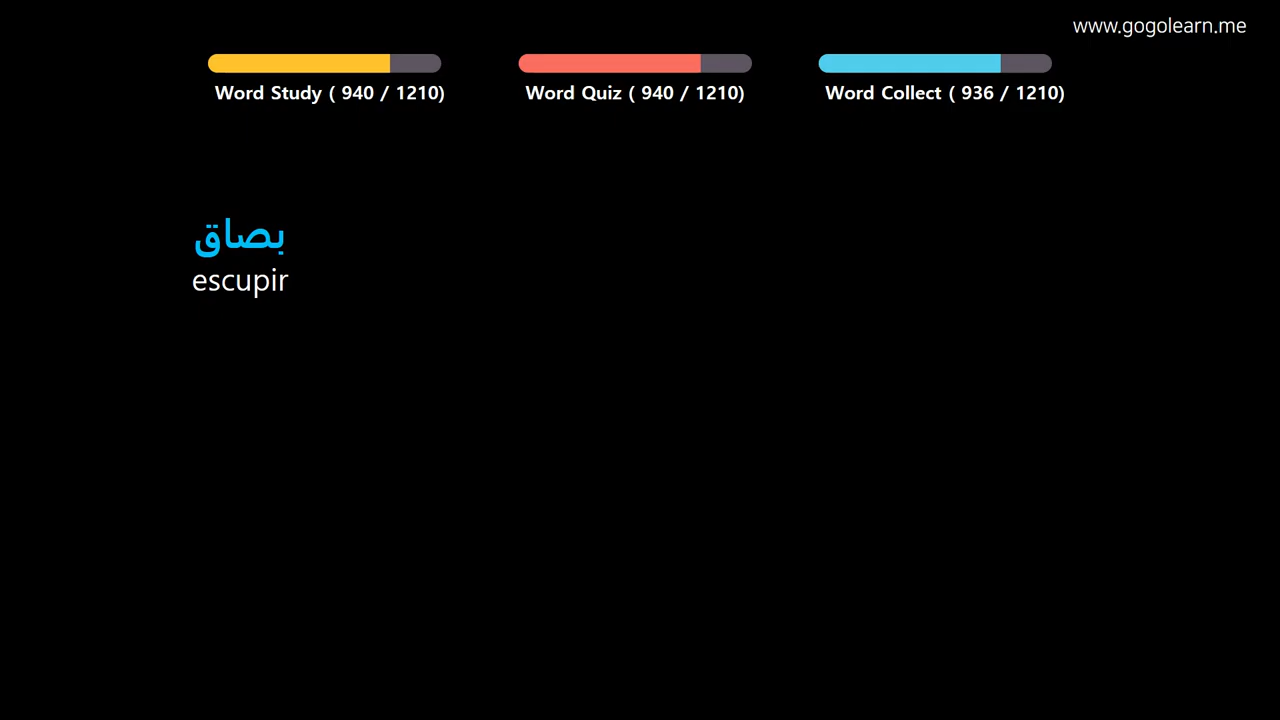 www.gogolearn.me
Word Study ( 940 / 1210)
Word Quiz ( 940 / 1210)
Word Collect ( 936 / 1210)
بصاق
escupir